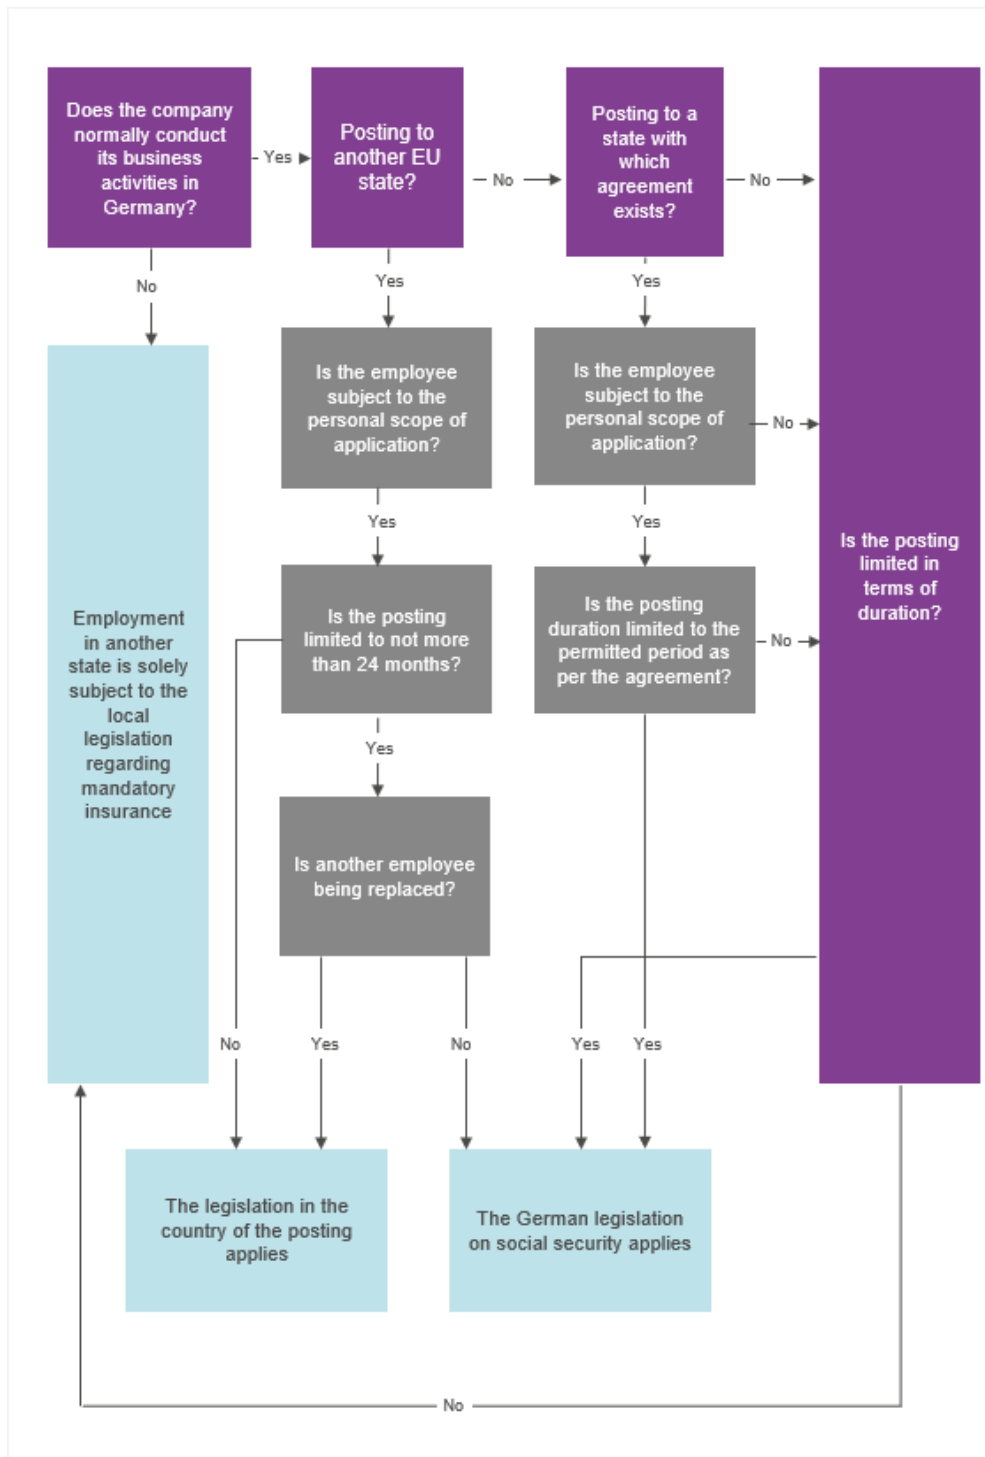 Does the company
normally conduct
its business
activities in
Germany?
Yes
Posting to
another EU
state?
No
Posting to a
state with
which
agreement
exists?
No
No
Yes
Yes
Is the employee
subject to the
personal scope of
application?
Is the employee
subject to the
personal scope of
application?
No
Yes
Yes
Is the posting
limited in
terms of
duration?
Employment
in another
state is solely
subject to the
local
legislation
regarding
mandatory
insurance
Is the posting
limited to not more
than 24 months?
Is the posting
duration limited to the
permitted period as
per the agreement?
No
Yes
Is another employee
being replaced?
No
Yes
No
Yes
Yes
The legislation in the
country of the posting
applies
The German legislation
on social security applies
No